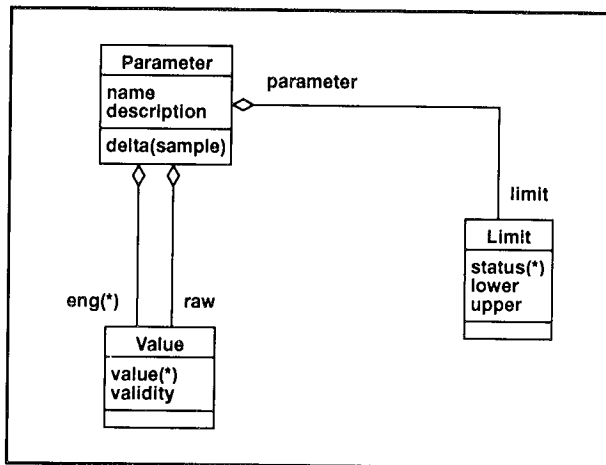 Parameter
name
description
delta(sample)
parameter
limit
Limit
status(*)
lower
upper
eng(*)
raw
Value
value(*)
validity